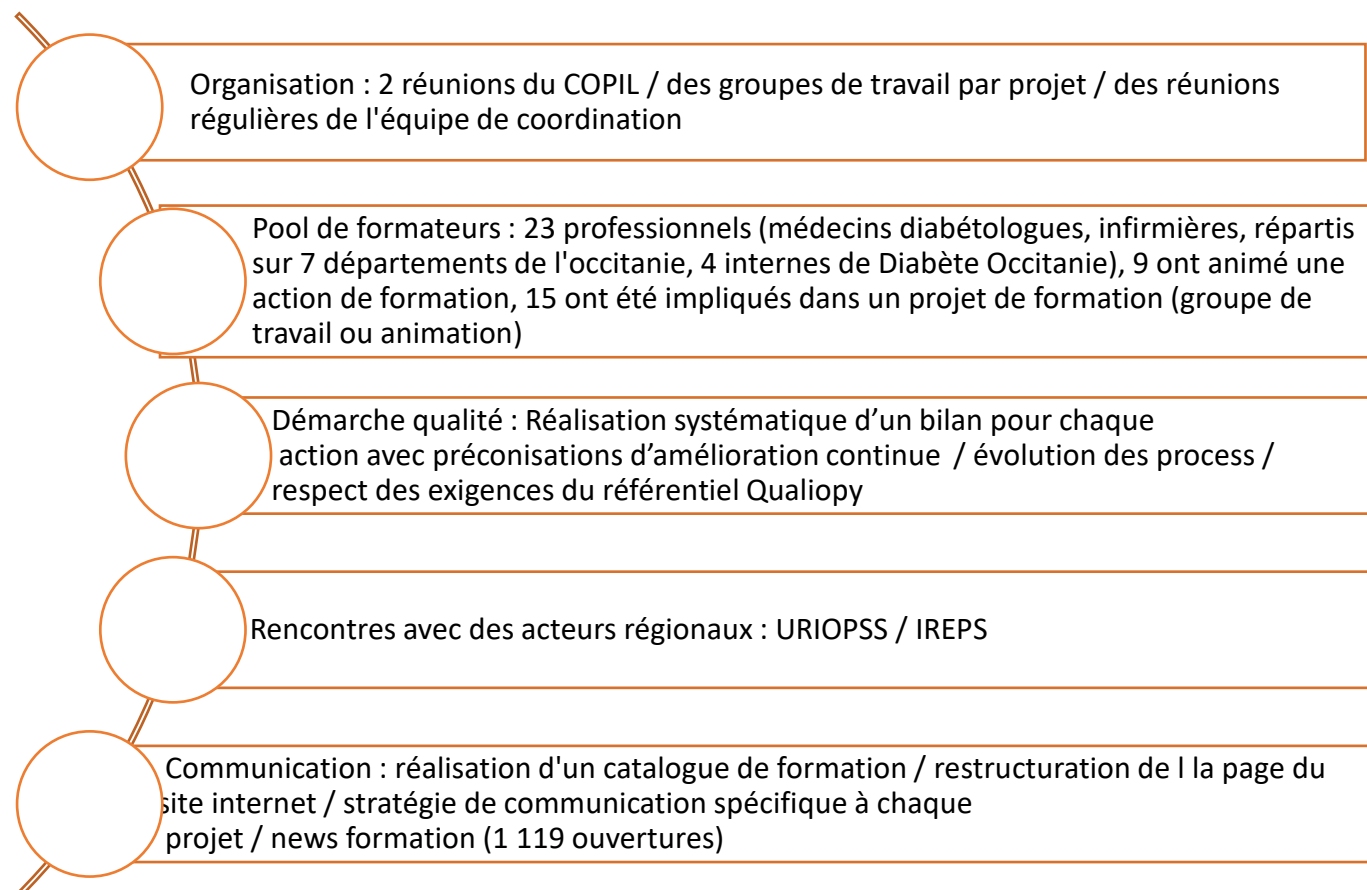 Organisation : 2 réunions du COPIL / des groupes de travail par projet / des réunions
régulières de l'équipe de coordination
Pool de formateurs : 23 professionnels (médecins diabétologues, infirmières, répartis
sur 7 départements de l'occitanie, 4 internes de Diabète Occitanie), 9 ont animé une
action de formation, 15 ont été impliqués dans un projet de formation (groupe de
travail ou animation)
Démarche qualité : Réalisation systématique d’un bilan pour chaque
action avec préconisations d’amélioration continue / évolution des process /
respect des exigences du référentiel Qualiopy
Rencontres avec des acteurs régionaux : URIOPSS / IREPS
Communication : réalisation d'un catalogue de formation / restructuration de l la page du
site internet / stratégie de communication spécifique à chaque
projet / news formation (1 119 ouvertures)